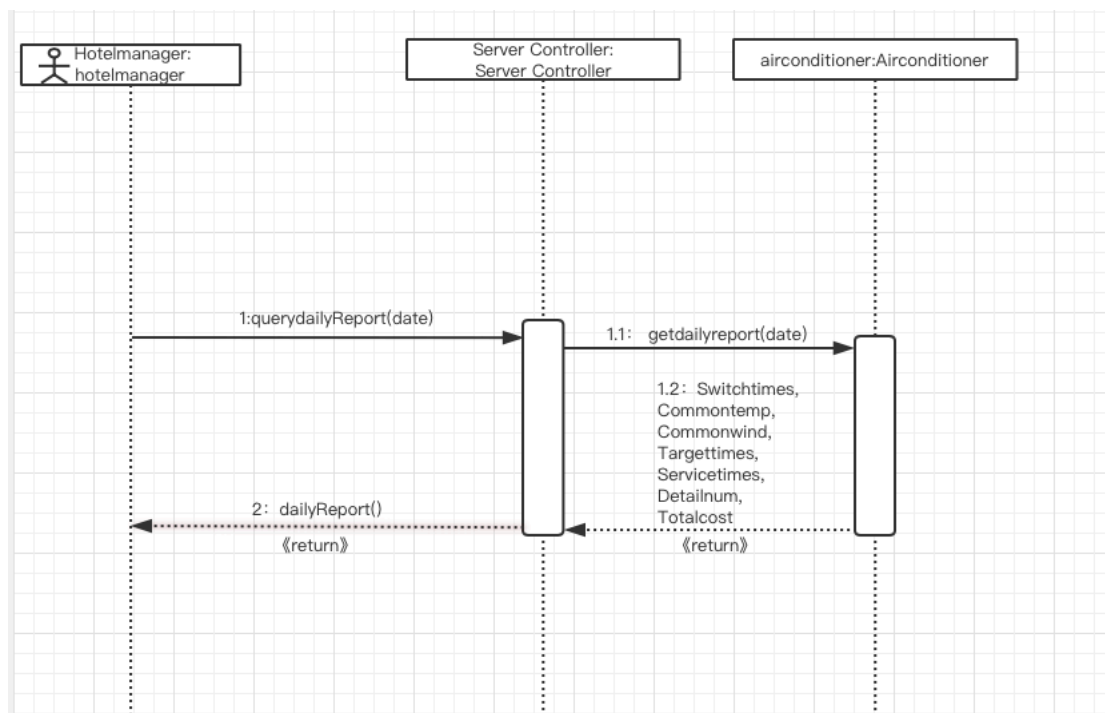 Hotelmanager:
hotelmanager
Server Controller:
Server Controller
airconditioner:Airconditioner
1:querydailyReport(date)
1.1： getdailyreport(date)
1.2：Switchtimes,
Commontemp,
Commonwind,
Targettimes,
Servicetimes,
Detailnum,
Totalcost
2：dailyReport()
《return》
《return》